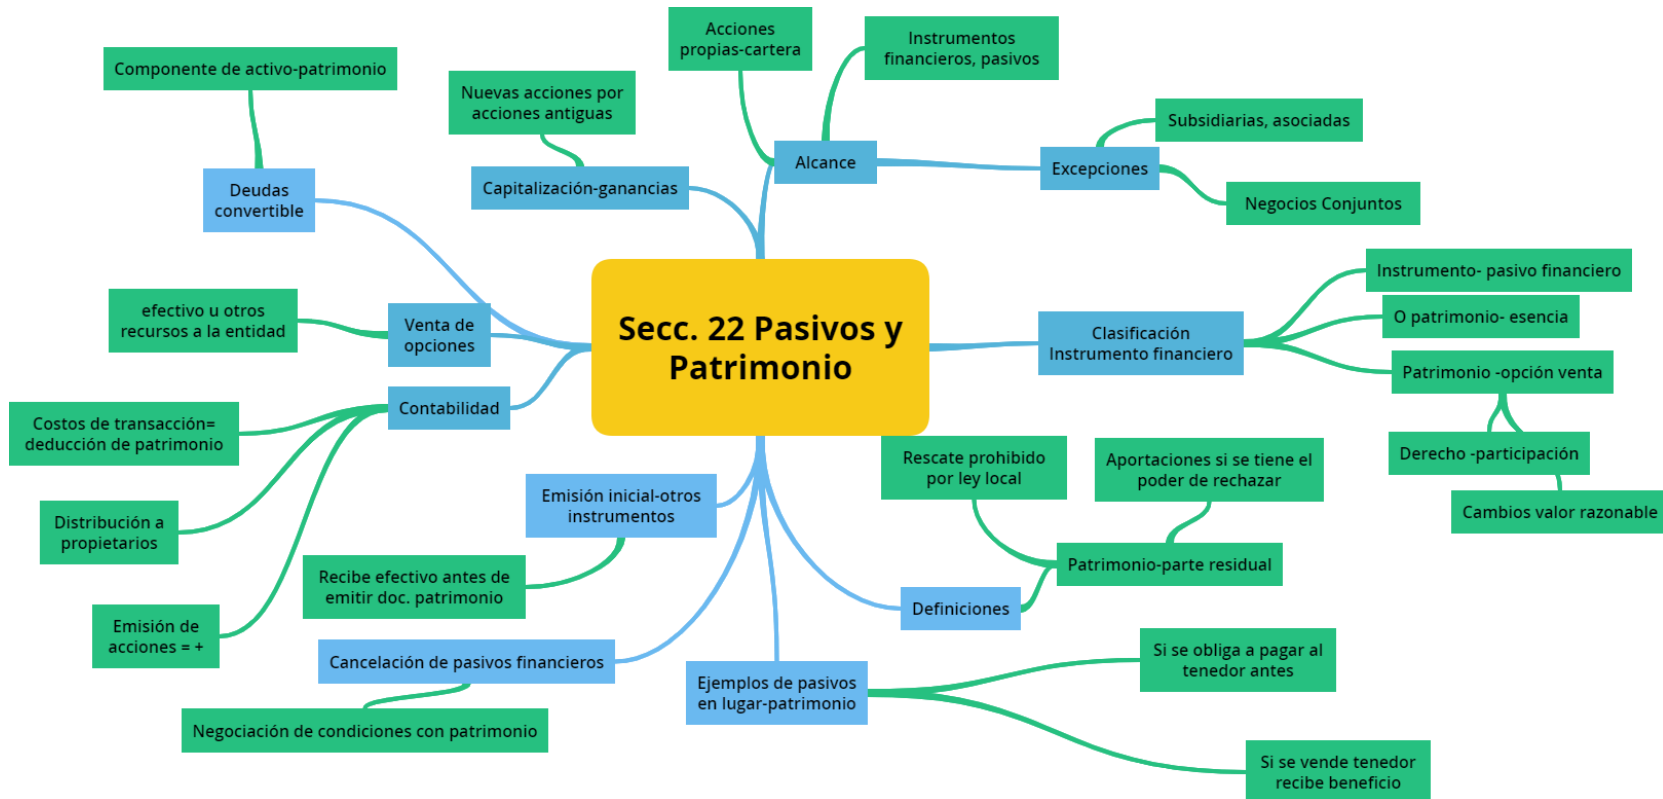 Acciones
propias-cartera
Instrumentos
financieros, pasivos
Componente de activo-patrimonio
Nuevas acciones por
acciones antiguas
Subsidiarias, asociadas
Alcance
Excepciones
Deudas
convertible
Capitalización-ganancias
Negocios Conjuntos
Instrumento- pasivo financiero
efectivo u otros
recursos a la entidad
Venta de
opciones
Secc. 22 Pasivos y
Patrimonio
Clasificación
Instrumento financiero
O patrimonio- esencia
Patrimonio -opción venta
Contabilidad
Costos de transacción=
deducción de patrimonio
Derecho -participación
Rescate prohibido
por ley local
Aportaciones si se tiene el
poder de rechazar
Cambios valor razonable
Emisión inicial-otros
instrumentos
Distribución a
propietarios
Patrimonio-parte residual
Recibe efectivo antes de
emitir doc. patrimonio
Definiciones
Emisión de
acciones = +
Cancelación de pasivos financieros
Ejemplos de pasivos
en lugar-patrimonio
Si se obliga a pagar al
tenedor antes
Negociación de condiciones con patrimonio
Si se vende tenedor
recibe beneficio